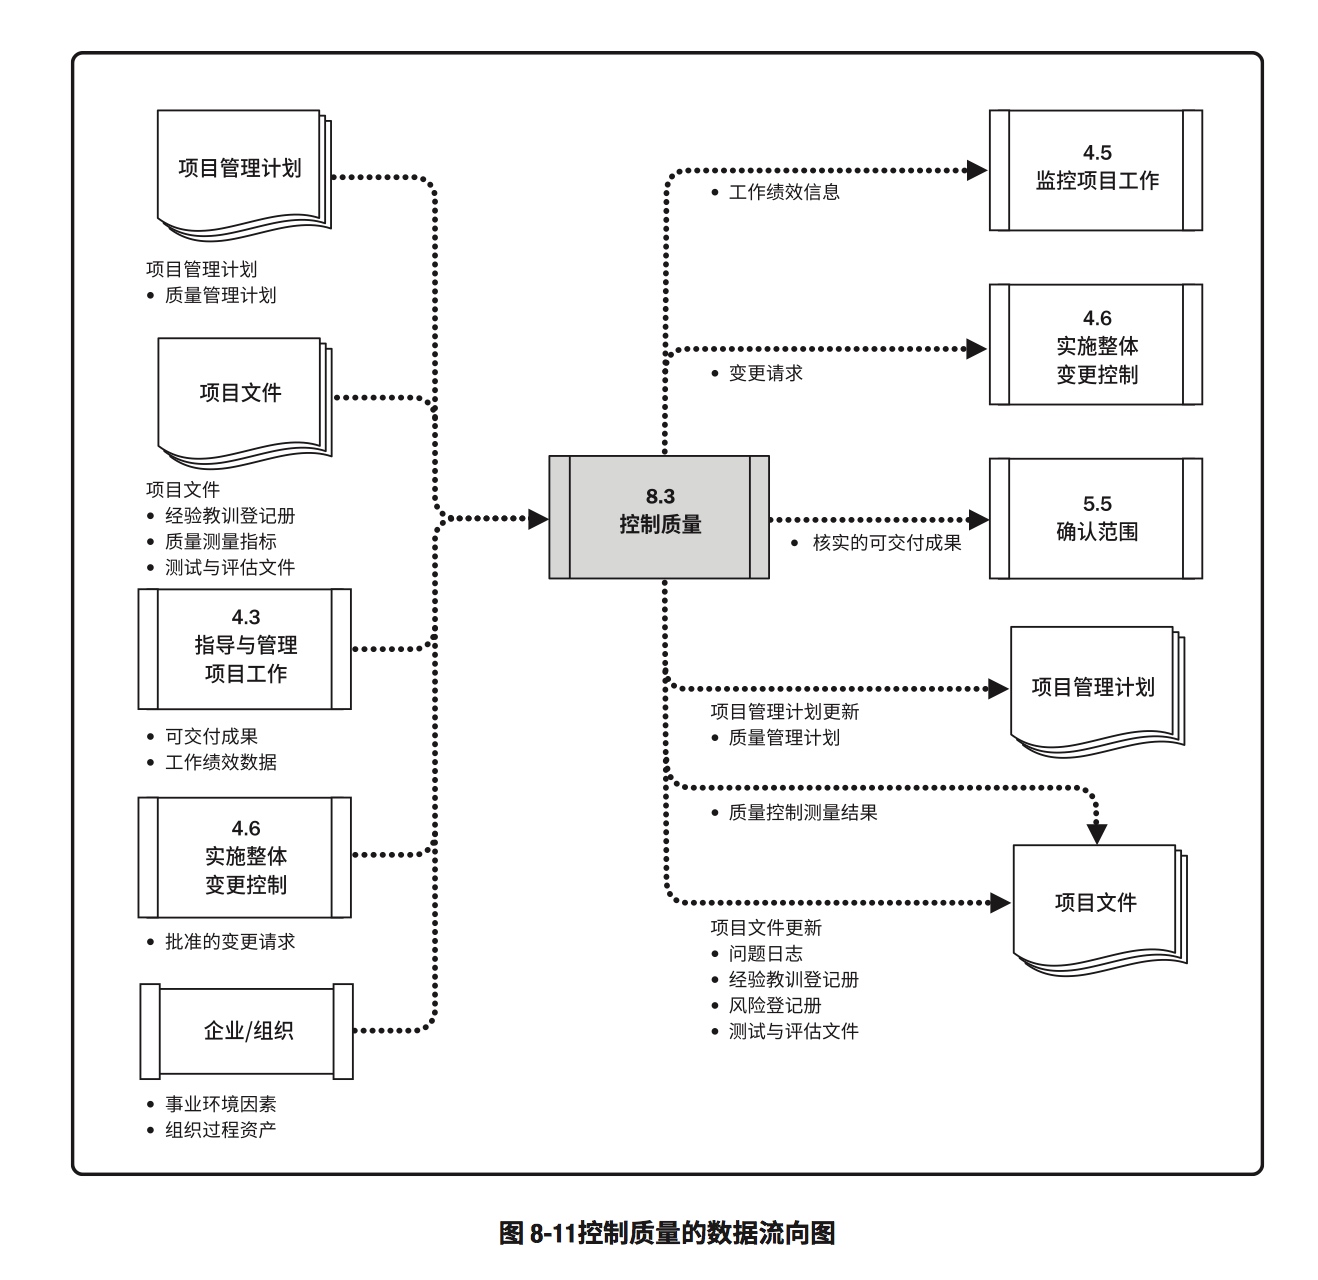 项目管理计划
项目管理计划
• 质量管理计划
项目文件
项目文件
• 经验教训登记册
• 质量测量指标
• 测试与评估文件
4.3
指导与管理
项目工作
• 可交付成果
• 工作绩效数据
4.6
实施整体
变更控制
• 批准的变更请求
企业/组织
• 事业环境因素
• 组织过程资产
8.3
控制质量
• 工作绩效信息
4.5
监控项目工作
• 变更请求
4.6
实施整体
变更控制
• 核实的可交付成果
5.5
确认范围
项目管理计划更新
• 质量管理计划
项目管理计划
• 质量控制测量结果
项目文件
项目文件更新
• 问题日志
• 经验教训登记册
• 风险登记册
• 测试与评估文件
图 8-11控制质量的数据流向图